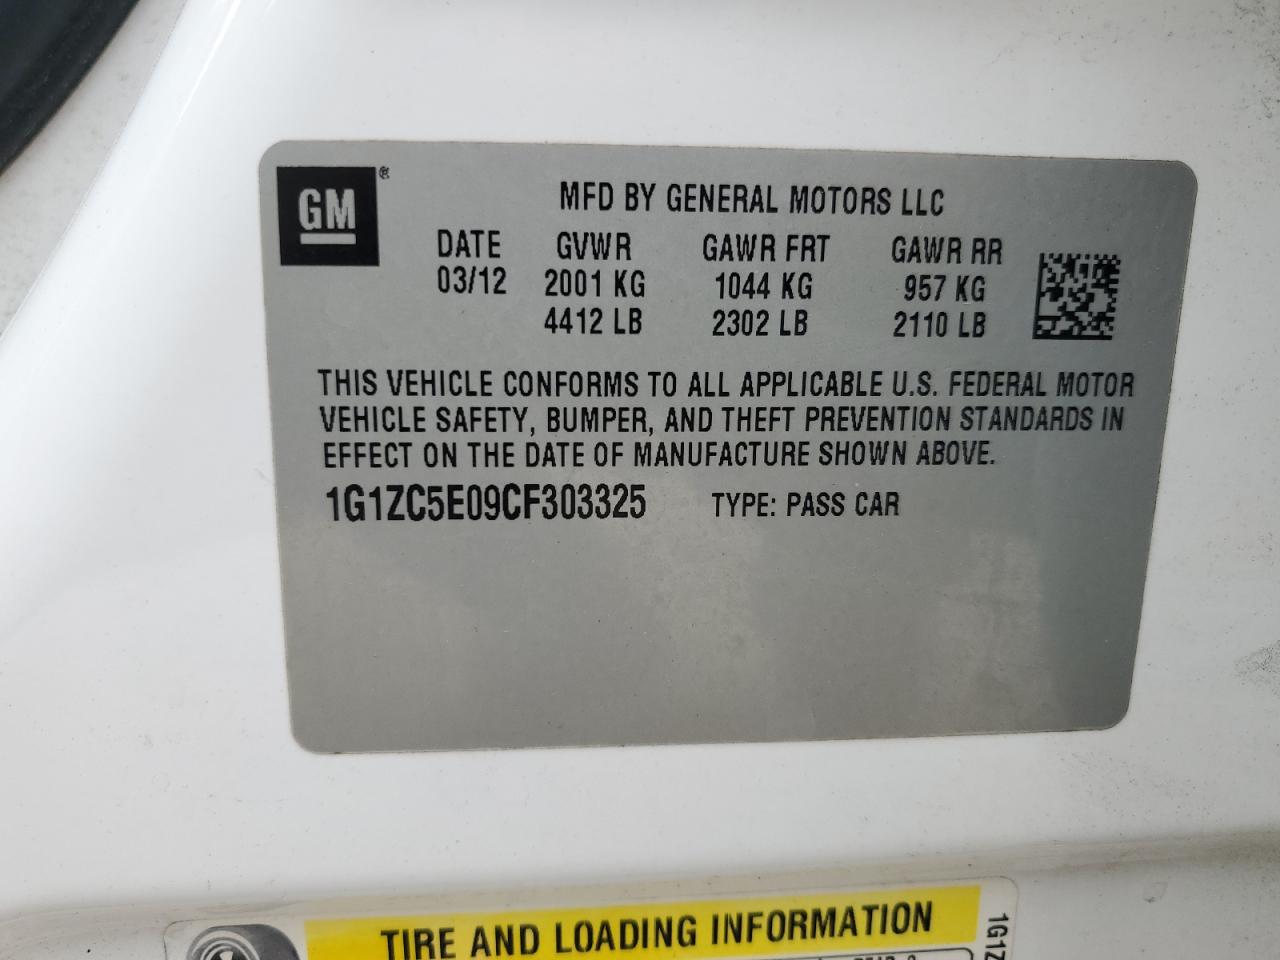 GM®
MFD BY GENERAL MOTORS LLC
DATE GVWR GAWR FRT GAWR RR
03/12 2001 KG 1044 KG 957 KG
4412 LB 2302 LB 2110 LB
THIS VEHICLE CONFORMS TO ALL APPLICABLE U.S. FEDERAL MOTOR
VEHICLE SAFETY, BUMPER, AND THEFT PREVENTION STANDARDS IN
EFFECT ON THE DATE OF MANUFACTURE SHOWN ABOVE.
1G1ZC5E09CF303325 TYPE: PASS CAR
TIRE AND LOADING INFORMATION
1G1Z